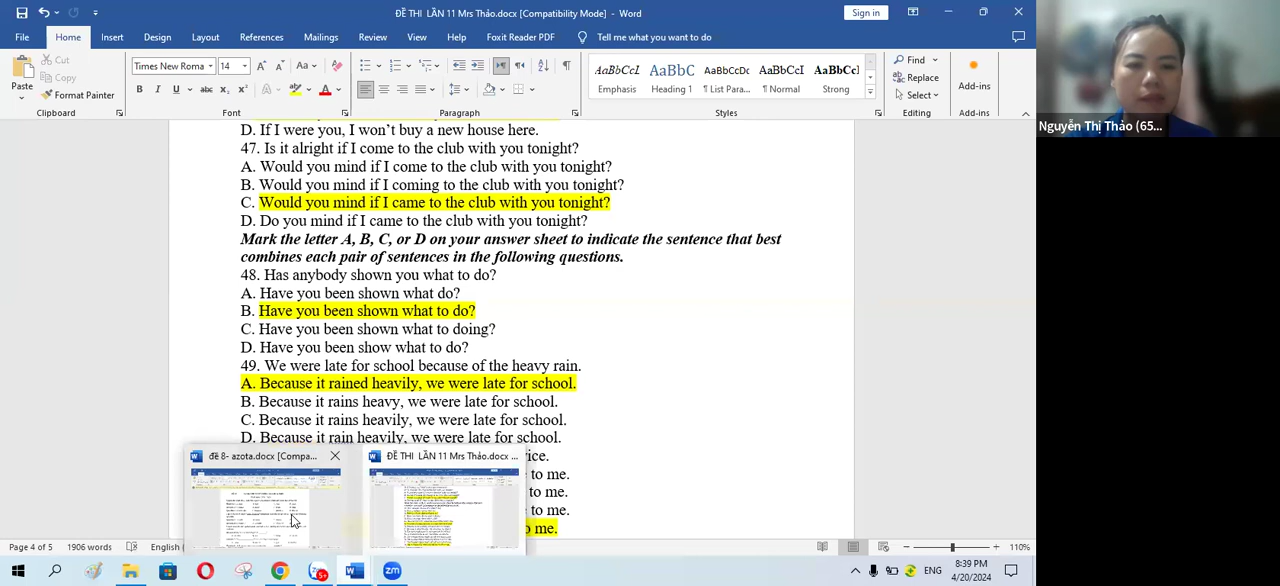 ĐỀ THI LẦN 11 Mrs Thảo.docx [Compatibility Mode] - Word
Sign in
File Home Insert Design Layout References Mailings Review View Help Foxit Reader PDF Tell me what you want to do
Paste
Cut
Copy
Format Painter
Clipboard
Times New Roma 14
Font
Paragraph
AaBbCcI AaBbC AaBbCcDc AaBbCcI AaBbCcI
Emphasis Heading 1 ¶ List Para... ¶ Normal Strong
Styles
Find
Replace
Select
Editing
Add-ins
Add-ins
Nguyễn Thị Thảo (65...
D. If I were you, I won't buy a new house here.
47. Is it alright if I come to the club with you tonight?
A. Would you mind if I come to the club with you tonight?
B. Would you mind if I coming to the club with you tonight?
C. Would you mind if I came to the club with you tonight?
D. Do you mind if I came to the club with you tonight?
Mark the letter A, B, C, or D on your answer sheet to indicate the sentence that best
combines each pair of sentences in the following questions.
48. Has anybody shown you what to do?
A. Have you been shown what do?
B. Have you been shown what to do?
C. Have you been shown what to doing?
D. Have you been show what to do?
49. We were late for school because of the heavy rain.
A. Because it rained heavily, we were late for school.
B. Because it rains heavy, we were late for school.
C. Because it rains heavily, we were late for school.
D. Because it rain heavily, we were late for school.
đề 8- azota.docx [Compa...
ĐỀ THI LẦN 11 Mrs Thảo.docx ...
vice.
to me.
to me.
to me.
to me.
Page 4 of 5 1906 words English
110%
ENG
8:39 PM
4/20/2024